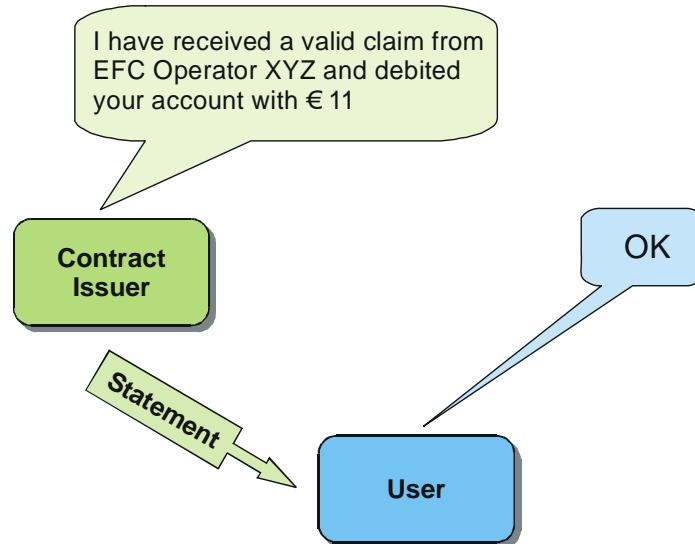 I have received a valid claim from
EFC Operator XYZ and debited
your account with € 11
Contract
Issuer
OK
Statement
User